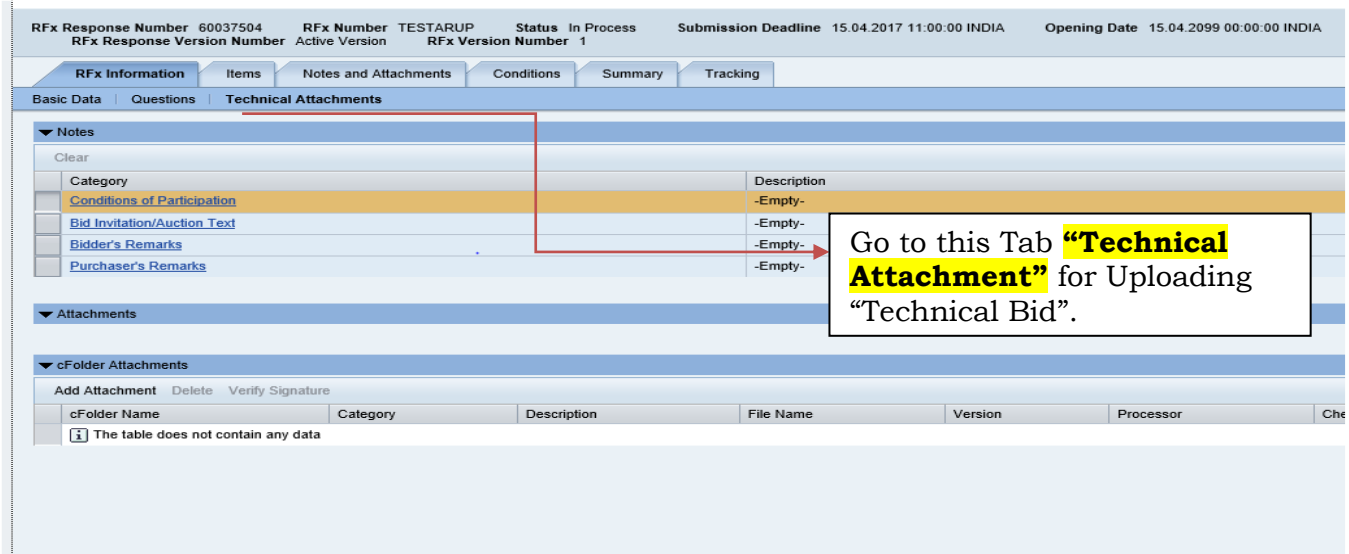 RFx Response Number 60037504 RFx Number TESTARUP Status In Process Submission Deadline 15.04.2017 11:00:00 INDIA Opening Date 15.04.2099 00:00:00 INDIA
RFx Response Version Number Active Version RFx Version Number 1
RFx Information Items Notes and Attachments Conditions Summary Tracking
Basic Data Questions Technical Attachments
Notes
Clear
Category Description
Conditions of Participation -Empty-
Bid Invitation/Auction Text -Empty-
Bidder's Remarks -Empty-
Purchaser's Remarks -Empty-
Go to this Tab “Technical
Attachment” for Uploading
“Technical Bid”.
Attachments
cFolder Attachments
Add Attachment Delete Verify Signature
cFolder Name Category Description File Name Version Processor Che
The table does not contain any data